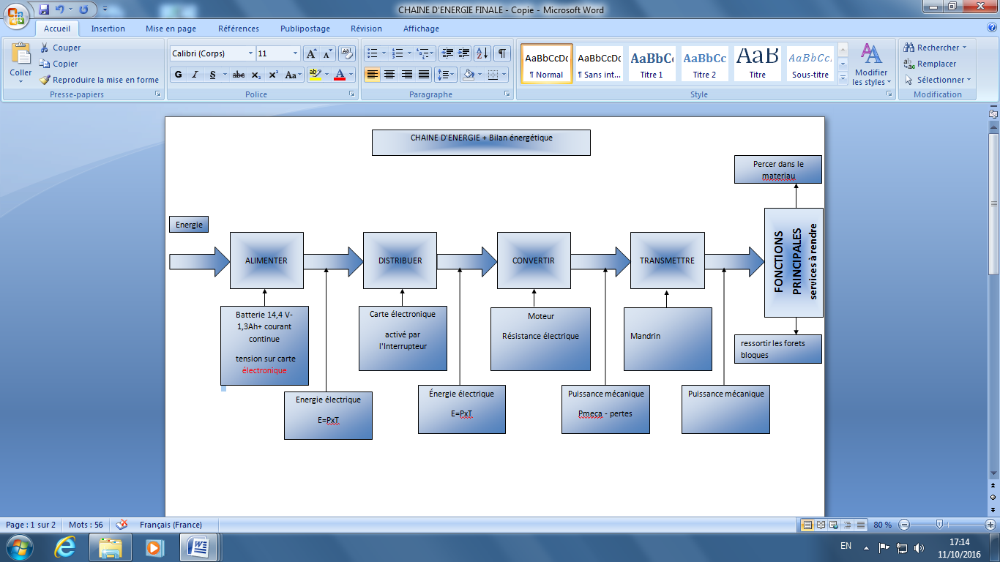 CHAINE D'ENERGIE FINALE - Copie - Microsoft Word
Accueil
Insertion
Mise en page
Références
Publipostage
Révision
Affichage
Coller
Couper
Copier
Reproduire la mise en forme
Presse-papiers
Calibri (Corps)
11
G I S abc x₂ x² Aa
Police
Paragraphe
AaBbCcDc
¶ Normal
AaBbCcDc
¶ Sans int...
AaBbCc
Titre 1
AaBbCc
Titre 2
AaB
Titre
AaBbCc.
Sous-titre
Modifier
les styles
Style
Rechercher
Remplacer
Sélectionner
Modification
CHAINE D'ENERGIE + Bilan énergétique
Percer dans le
materiau
Energie
ALIMENTER
DISTRIBUER
CONVERTIR
TRANSMETTRE
FONCTIONS
PRINCIPALES
services à rendre
Batterie 14,4 V-
1,3Ah+ courant
continue
tension sur carte
électronique
Carte électronique
activé par
l'Interrupteur
Moteur
Résistance électrique
Mandrin
ressortir les forets
bloques
Energie électrique
E=PxT
Énergie électrique
E=PxT
Puissance mécanique
Pmeca - pertes
Puissance mécanique
Page : 1 sur 2
Mots : 56
Français (France)
80 %
EN
17:14
11/10/2016